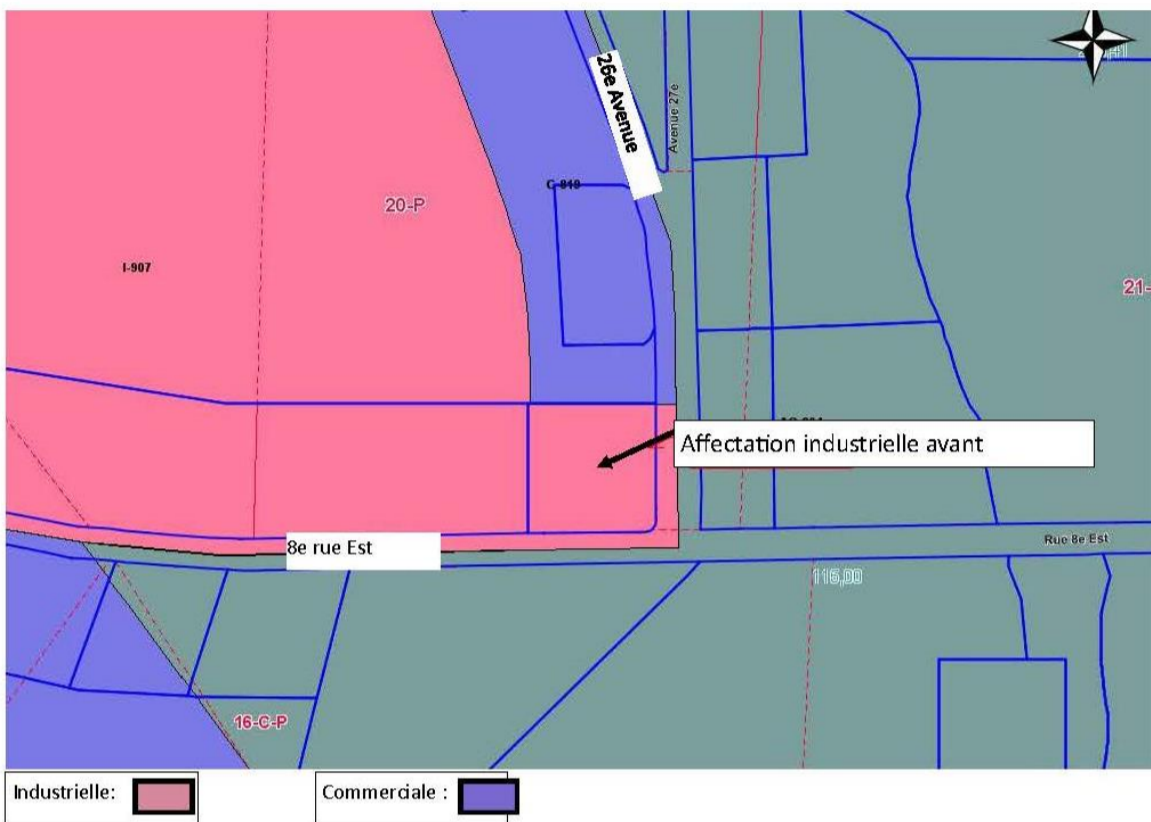 26e Avenue
Avenue 27e
20-P
I-907
21-
Affectation industrielle avant
8e rue Est
Rue 8e Est
116,00
16-C-P
Industrielle:
Commerciale :